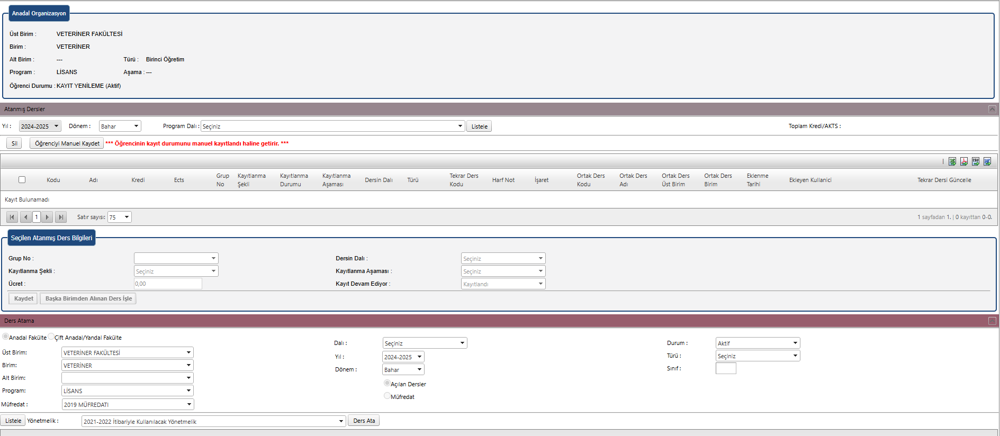 Anadal Organizasyon
Üst Birim : VETERİNER FAKÜLTESİ
Birim : VETERİNER
Alt Birim : --- Türü : Birinci Öğretim
Program : LİSANS Aşama : ---
Öğrenci Durumu : KAYIT YENİLEME (Aktif)
Atanmış Dersler
Yıl : 2024-2025 Dönem : Bahar Program Dalı : Seçiniz Listele Toplam Kredi/AKTS :
Sil Öğrenciyi Manuel Kaydet *** Öğrencinin kayıt durumunu manuel kayıtlandı haline getirir. ***
Kodu Adı Kredi Ects Grup No Kayıtlanma Şekli Kayıtlanma Durumu Kayıtlanma Aşaması Dersin Dalı Türü Tekrar Ders Kodu Harf Not İşaret Ortak Ders Kodu Ortak Ders Adı Ortak Ders Üst Birim Ortak Ders Birim Eklenme Tarihi Ekleyen Kullanici Tekrar Dersi Güncelle
Kayıt Bulunamadı
1 Satır sayısı: 75 1 sayfadan 1. | 0 kayıttan 0-0.
Seçilen Atanmış Ders Bilgileri
Grup No : Dersin Dalı : Seçiniz
Kayıtlanma Şekli : Seçiniz Kayıtlanma Aşaması : Seçiniz
Ücret : 0,00 Kayıt Devam Ediyor : Kayıtlandı
Kaydet Başka Birimden Alınan Ders İşle
Ders Atama
Anadal Fakülte Çift Anadal/Yandal Fakülte
Dalı : Seçiniz Durum : Aktif
Üst Birim: VETERİNER FAKÜLTESİ Yıl : 2024-2025 Türü : Seçiniz
Birim: VETERİNER Dönem : Bahar Sınıf :
Alt Birim: Açılan Dersler
Program: LİSANS Müfredat
Müfredat : 2019 MÜFREDATI
Listele Yönetmelik : 2021-2022 İtibariyle Kullanılacak Yönetmelik Ders Ata